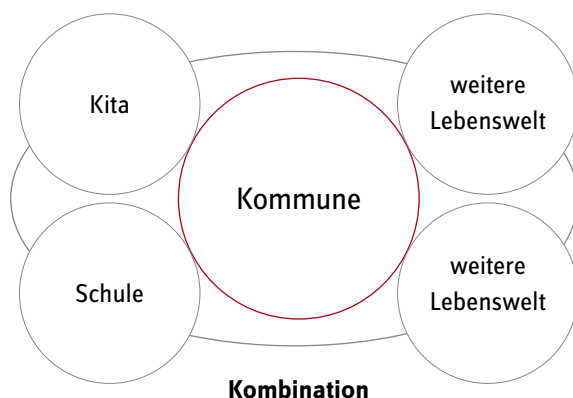 Kita
weitere
Lebenswelt
Kommune
Schule
weitere
Lebenswelt
Kombination